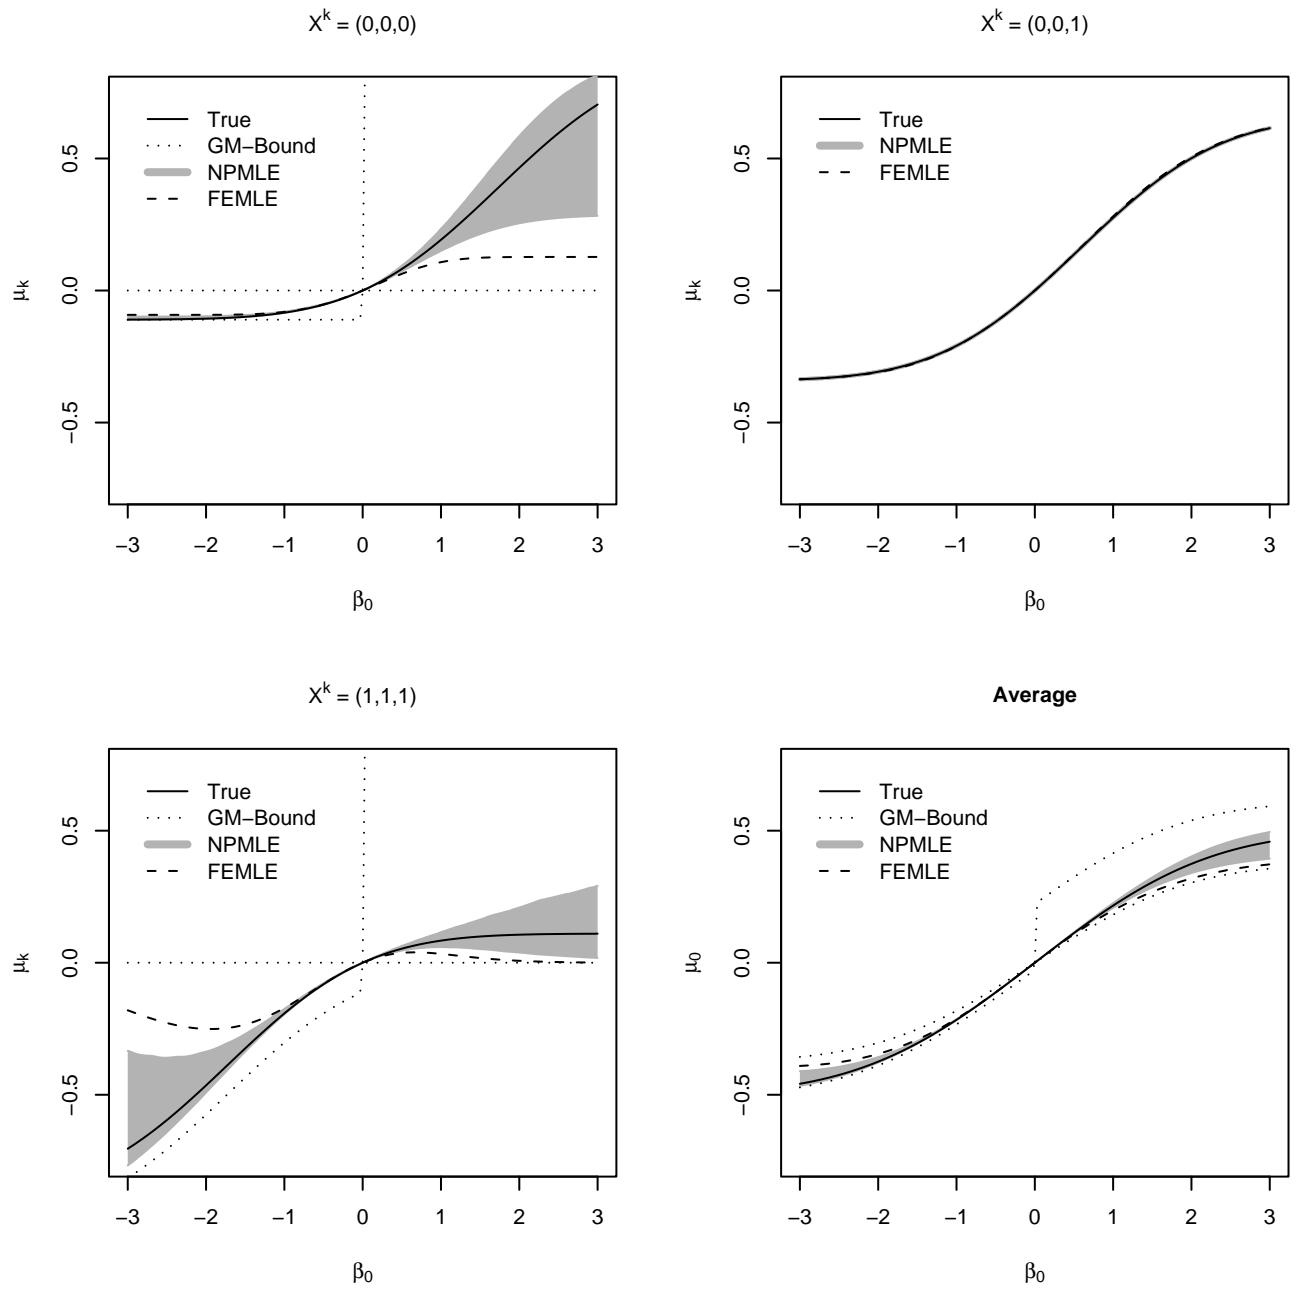 X^k = (0,0,0)
True
GM−Bound
NPMLE
FEMLE
0.5
0.0
−0.5
μ_k
−3 −2 −1 0 1 2 3
β_0
X^k = (0,0,1)
True
NPMLE
FEMLE
0.5
0.0
−0.5
μ_k
−3 −2 −1 0 1 2 3
β_0
X^k = (1,1,1)
True
GM−Bound
NPMLE
FEMLE
0.5
0.0
−0.5
μ_k
−3 −2 −1 0 1 2 3
β_0
Average
True
GM−Bound
NPMLE
FEMLE
0.5
0.0
−0.5
μ_0
−3 −2 −1 0 1 2 3
β_0